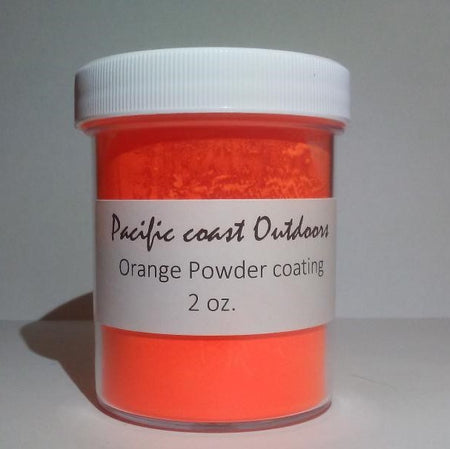 Pacific coast Outdoors
Orange Powder coating
2 oz.